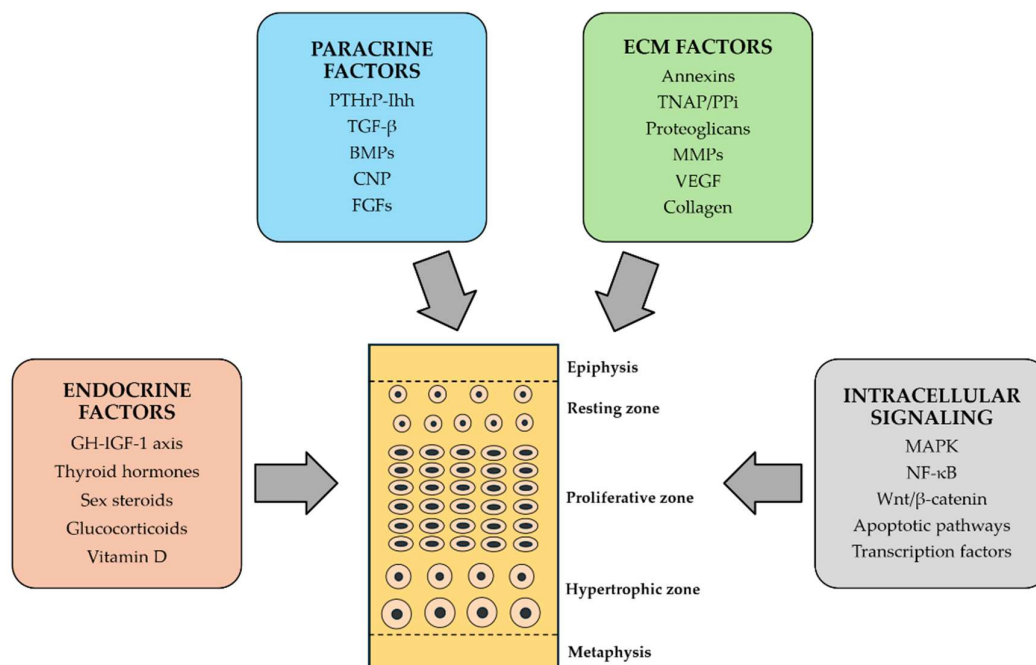 PARACRINE
FACTORS
PTHrP-Ihh
TGF-β
BMPs
CNP
FGFs
ECM FACTORS
Annexins
TNAP/PPi
Proteoglicans
MMPs
VEGF
Collagen
ENDOCRINE
FACTORS
GH-IGF-1 axis
Thyroid hormones
Sex steroids
Glucocorticoids
Vitamin D
Epiphysis
Resting zone
Proliferative zone
Hypertrophic zone
Metaphysis
INTRACELLULAR
SIGNALING
MAPK
NF-κB
Wnt/β-catenin
Apoptotic pathways
Transcription factors